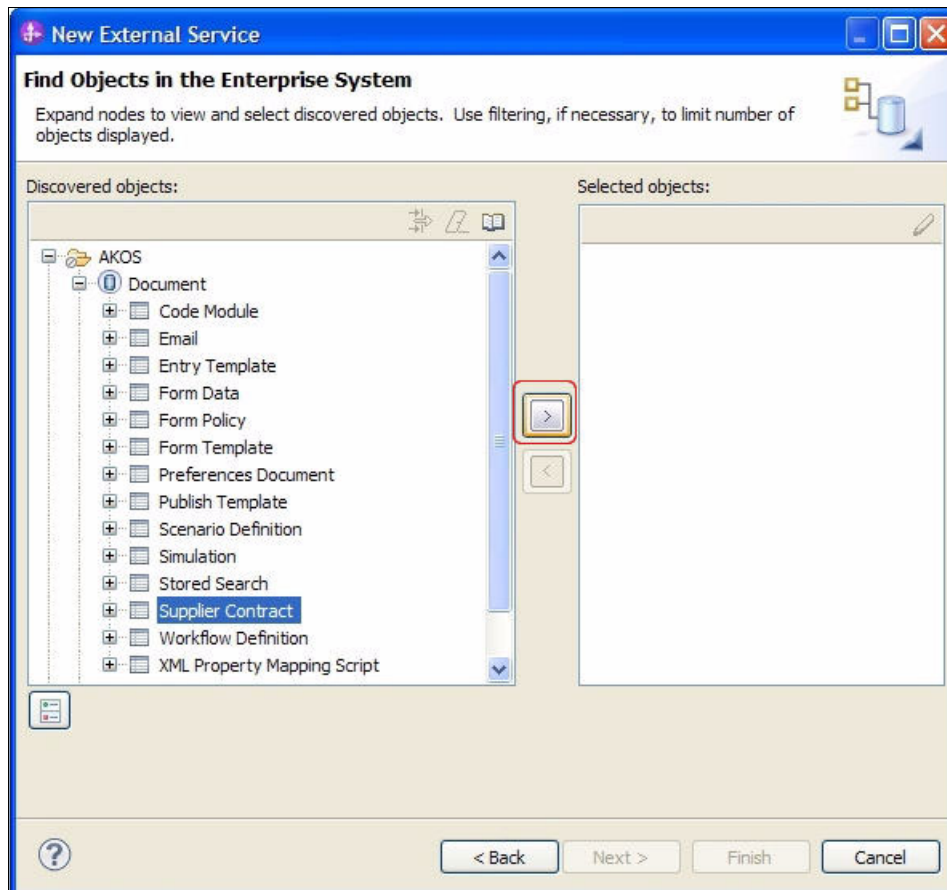 New External Service
Find Objects in the Enterprise System
Expand nodes to view and select discovered objects. Use filtering, if necessary, to limit number of
objects displayed.
Discovered objects:
Selected objects:
AKOS
Document
Code Module
Email
Entry Template
Form Data
Form Policy
Form Template
Preferences Document
Publish Template
Scenario Definition
Simulation
Stored Search
Supplier Contract
Workflow Definition
XML Property Mapping Script
>
<
?
< Back
Next >
Finish
Cancel